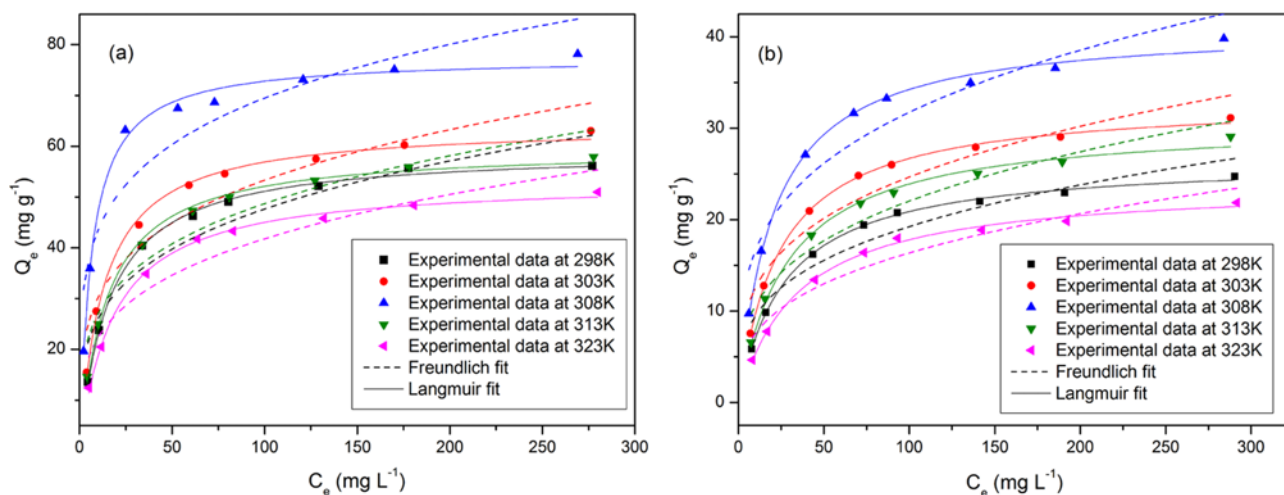 (a)
80
60
40
20
Qe (mg g-1)
0 50 100 150 200 250 300
Ce (mg L-1)
Experimental data at 298K
Experimental data at 303K
Experimental data at 308K
Experimental data at 313K
Experimental data at 323K
Freundlich fit
Langmuir fit
(b)
40
30
20
10
0
Qe (mg g-1)
0 50 100 150 200 250 300
Ce (mg L-1)
Experimental data at 298K
Experimental data at 303K
Experimental data at 308K
Experimental data at 313K
Experimental data at 323K
Freundlich fit
Langmuir fit